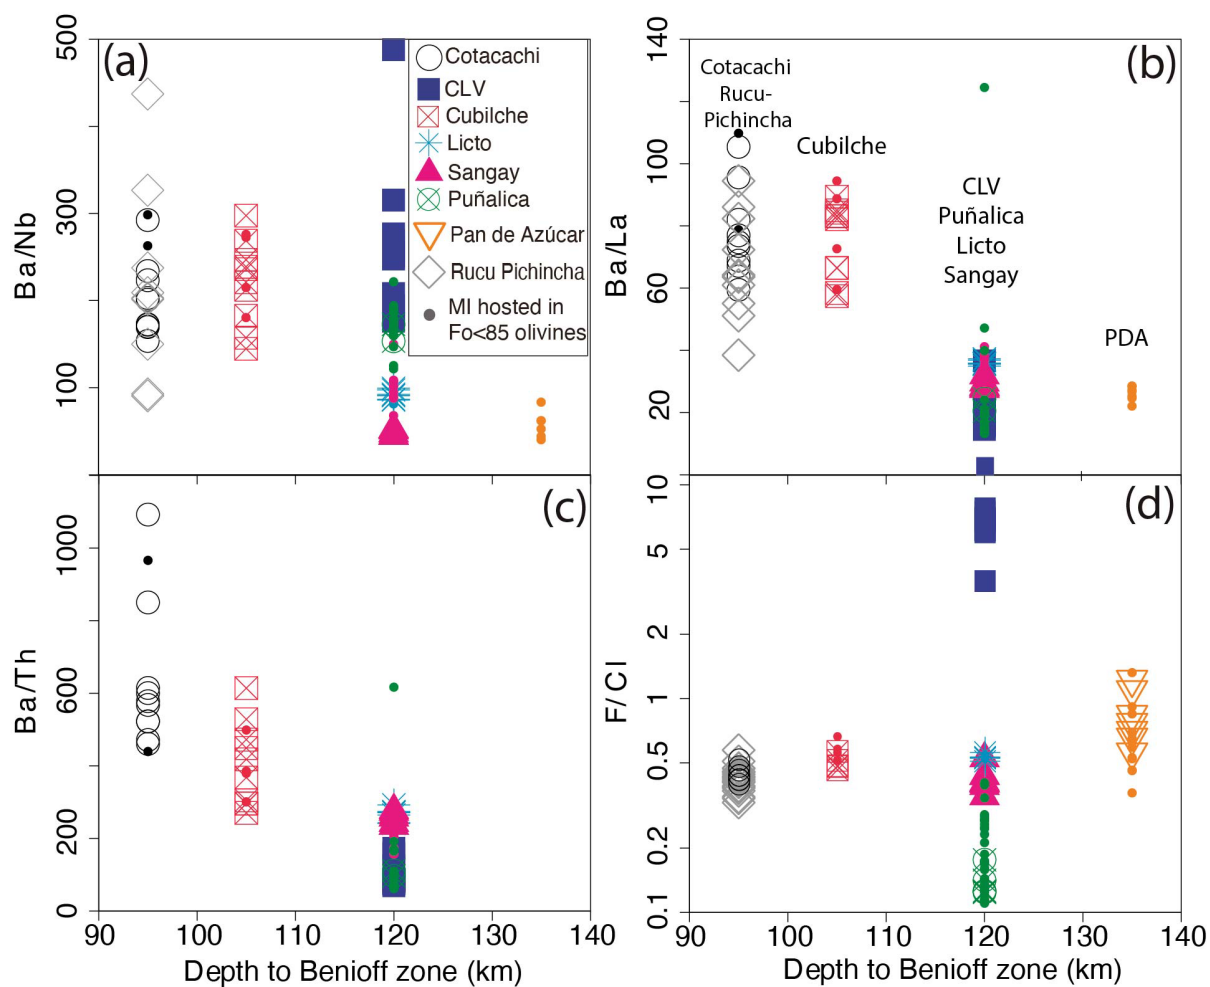 (a)
500
300
100
Ba/Nb
Cotacachi
CLV
Cubilche
Licto
Sangay
Puñalica
Pan de Azúcar
Rucu Pichincha
MI hosted in
Fo<85 olivines
(b)
140
100
60
20
Ba/La
Cotacachi
Rucu-
Pichincha
Cubilche
CLV
Puñalica
Licto
Sangay
PDA
(c)
1000
600
200
0
Ba/Th
90 100 110 120 130 140
Depth to Benioff zone (km)
(d)
10
5
2
1
0.5
0.2
0.1
F/Cl
90 100 110 120 130 140
Depth to Benioff zone (km)